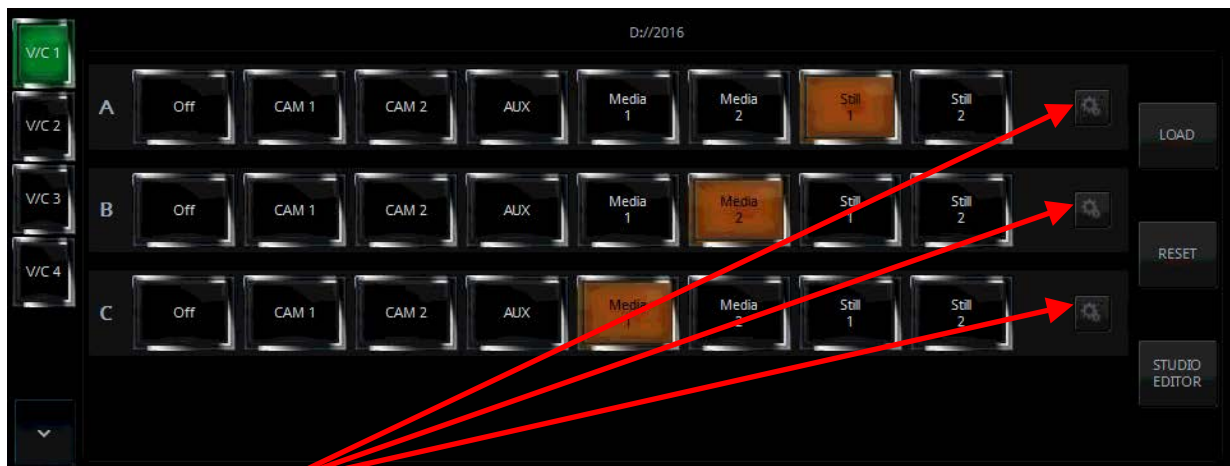 D://2016
V/C 1
V/C 2
V/C 3
V/C 4
A
Off
CAM 1
CAM 2
AUX
Media
1
Media
2
Still
1
Still
2
B
Off
CAM 1
CAM 2
AUX
Media
1
Media
2
Still
1
Still
2
C
Off
CAM 1
CAM 2
AUX
Media
1
Media
2
Still
1
Still
2
LOAD
RESET
STUDIO
EDITOR